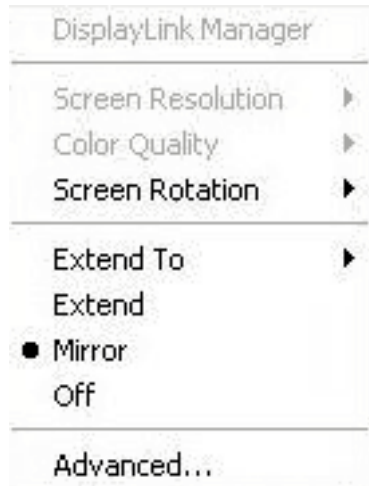 DisplayLink Manager
Screen Resolution
Color Quality
Screen Rotation
Extend To
Extend
Mirror
Off
Advanced...